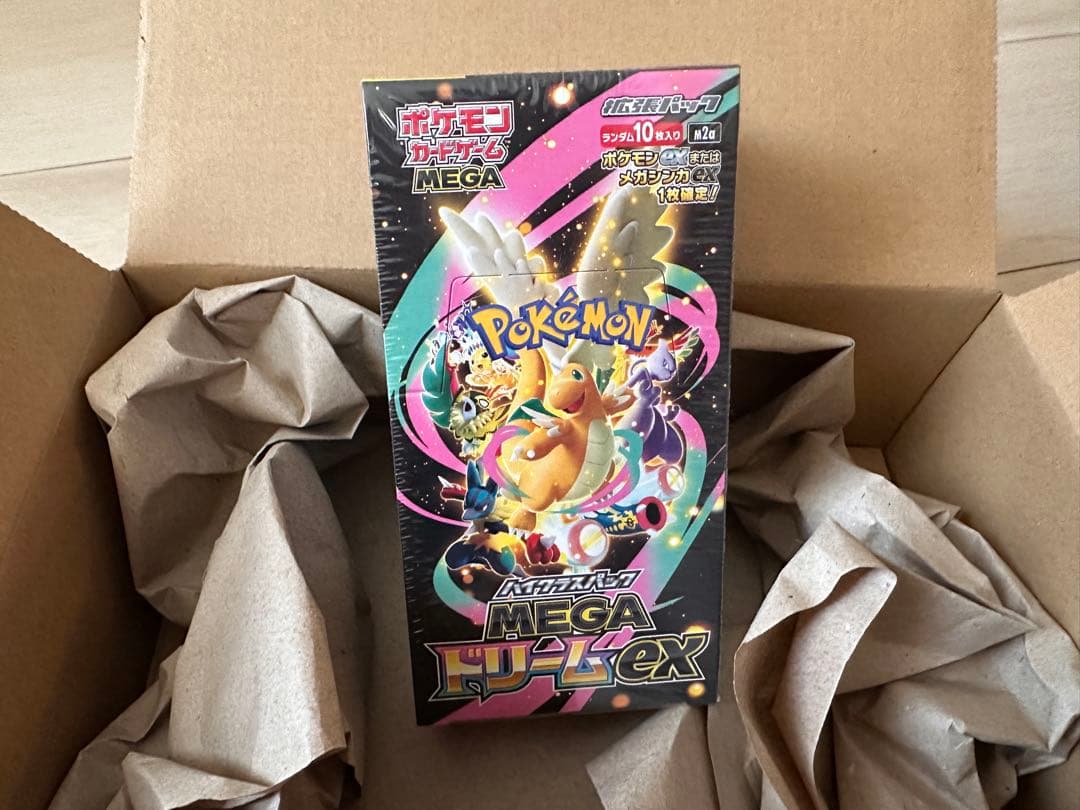 ポケモン
カードゲーム
MEGA
拡張パック
ランダム10枚入り
M2a
ポケモンexまたは
メガシンカex
1枚確定!
POKéMON
ハイクラスパック
MEGA
ドリームex